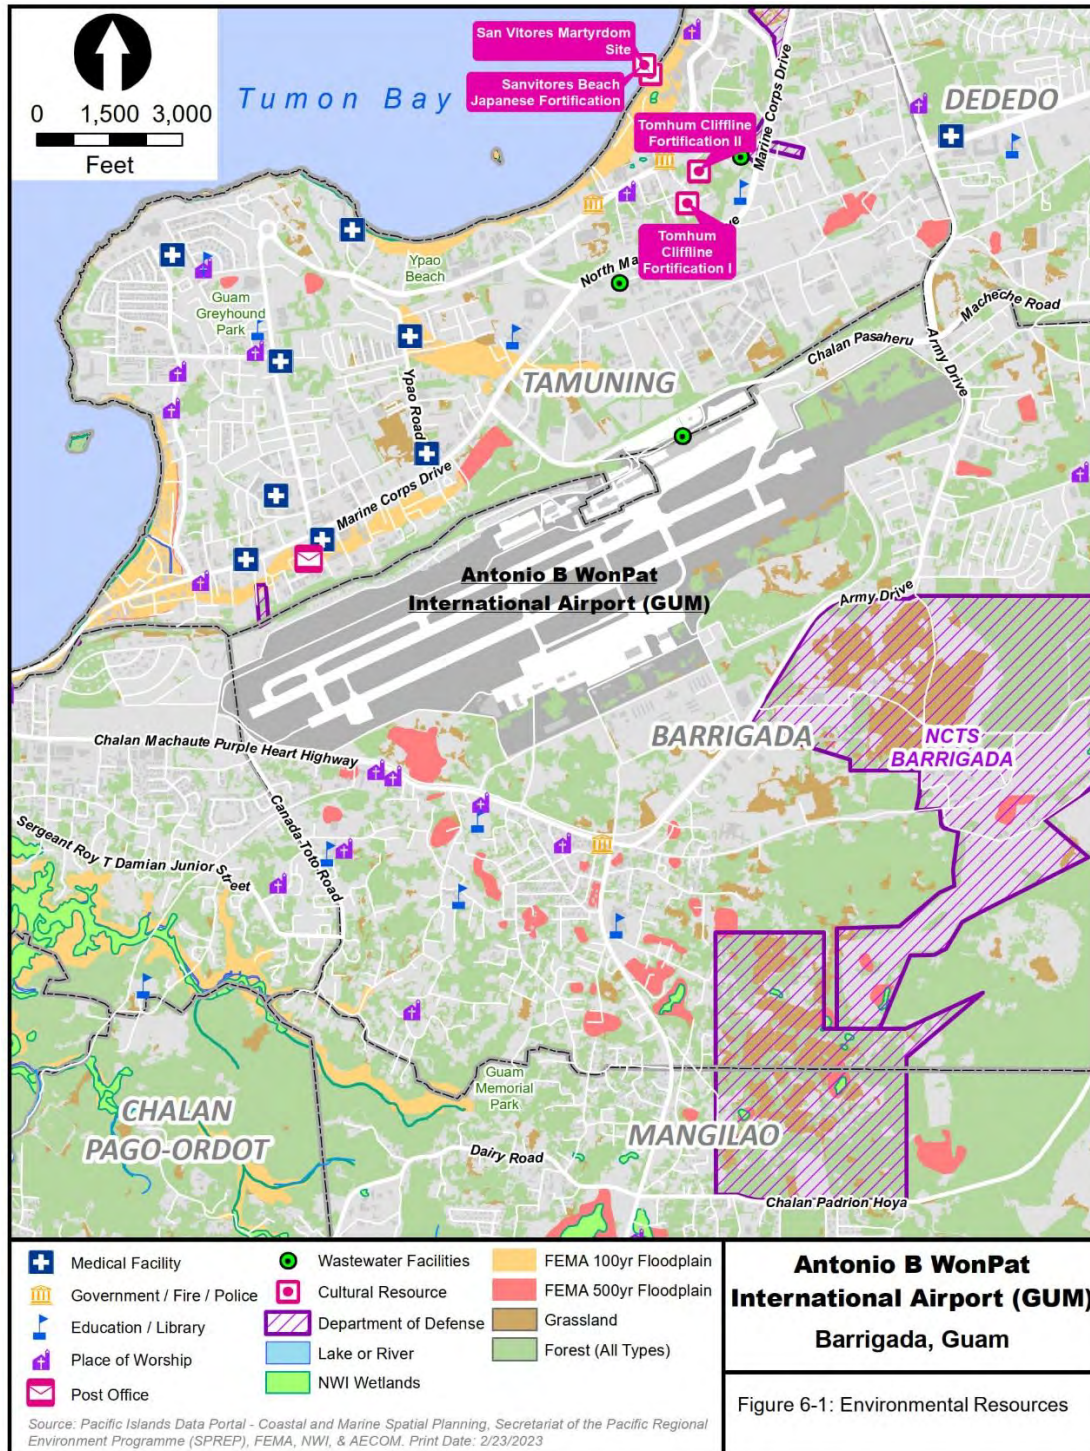 San Vitores Martyrdom
Site
Sanvitores Beach
Japanese Fortification
0 1,500 3,000
Feet
Tumon Bay
Marine Corps Drive
DEDEDO
Tomhum Cliffline
Fortification II
Tomhum
Cliffline
Fortification I
North Ma
e
Ypao
Beach
Guam
Greyhound
Park
Macheche Road
Chalan Pasaheru
Army Drive
TAMUNING
Ypao Road
Marine Corps Drive
Antonio B WonPat
International Airport (GUM)
Army Drive
BARRIGADA
NCTS
BARRIGADA
Chalan Machaute Purple Heart Highway
Canada Toto Road
Sergeant Roy T Damian Junior Street
Guam
Memorial
Park
CHALAN
PAGO-ORDOT
MANGILAO
Dairy Road
Chalan Padrion Hoya
Medical Facility
Government / Fire / Police
Education / Library
Place of Worship
Post Office
Wastewater Facilities
Cultural Resource
Department of Defense
Lake or River
NWI Wetlands
FEMA 100yr Floodplain
FEMA 500yr Floodplain
Grassland
Forest (All Types)
Source: Pacific Islands Data Portal - Coastal and Marine Spatial Planning, Secretariat of the Pacific Regional
Environment Programme (SPREP), FEMA, NWI, & AECOM. Print Date: 2/23/2023
Antonio B WonPat
International Airport (GUM)
Barrigada, Guam
Figure 6-1: Environmental Resources